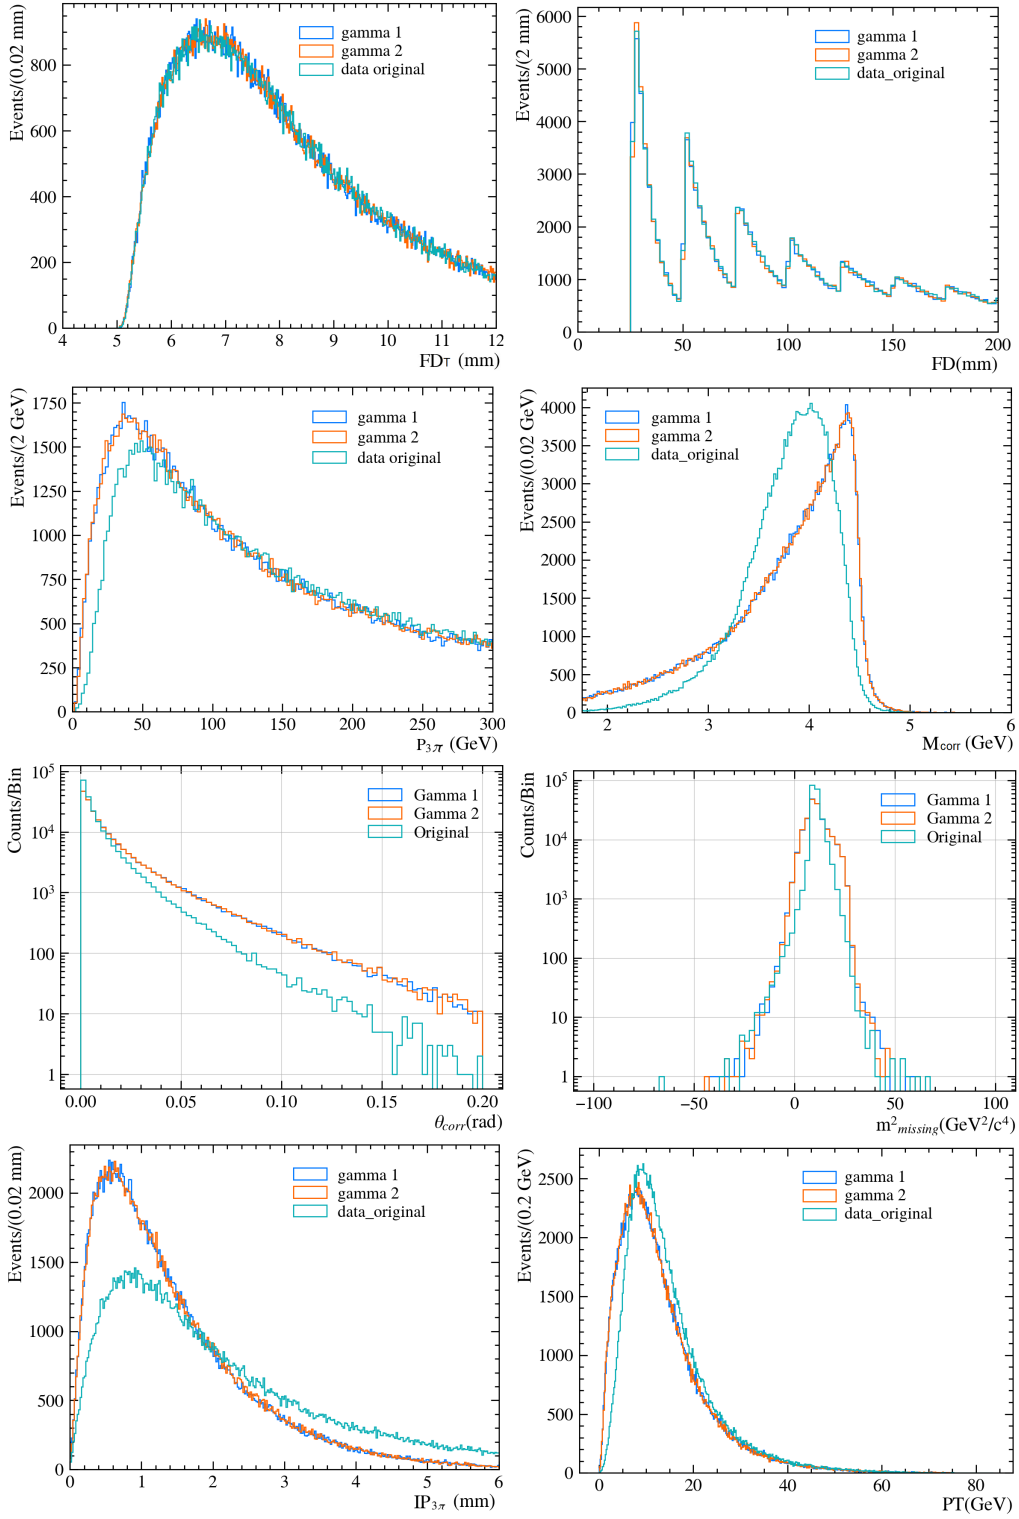 Events/(0.02 mm)
800
600
400
200
0
gamma 1
gamma 2
data original
4 5 6 7 8 9 10 11 12
FDT (mm)
Events/(2 mm)
6000
5000
4000
3000
2000
1000
0
gamma 1
gamma 2
data_original
0 50 100 150 200
FD(mm)
Events/(2 GeV)
1750
1500
1250
1000
750
500
250
0
gamma 1
gamma 2
data original
0 50 100 150 200 250 300
P3π (GeV)
Events/(0.02 GeV)
4000
3500
3000
2500
2000
1500
1000
500
0
gamma 1
gamma 2
data_original
2 3 4 5 6
Mcorr (GeV)
Counts/Bin
10^5
10^4
10^3
100
10
1
Gamma 1
Gamma 2
Original
0.00 0.05 0.10 0.15 0.20
θcorr(rad)
Counts/Bin
10^5
10^4
10^3
100
10
1
Gamma 1
Gamma 2
Original
−100 −50 0 50 100
m²missing(GeV²/c⁴)
Events/(0.02 mm)
2000
1500
1000
500
0
gamma 1
gamma 2
data_original
0 1 2 3 4 5 6
IP3π (mm)
Events/(0.2 GeV)
2500
2000
1500
1000
500
0
gamma 1
gamma 2
data_original
0 20 40 60 80
PT(GeV)